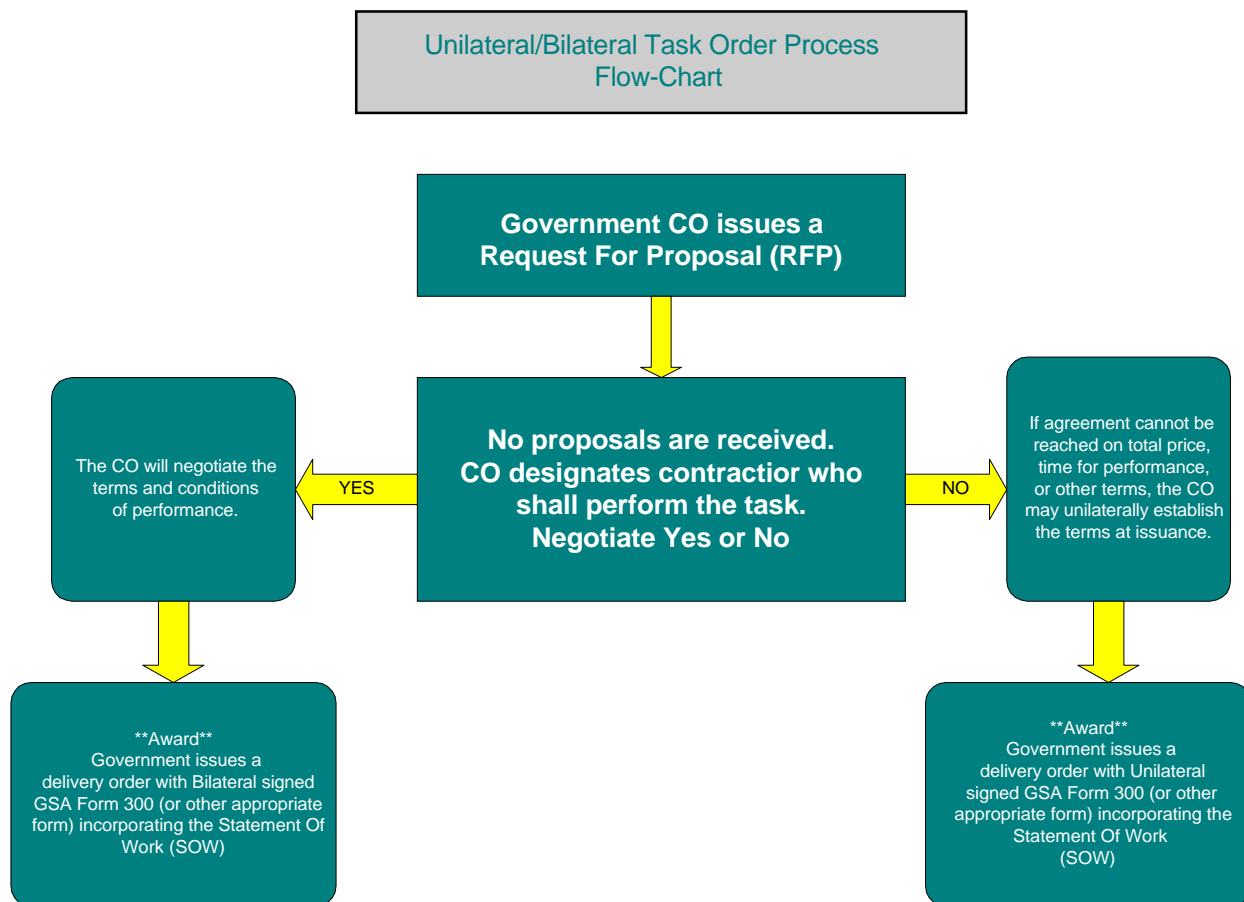 Unilateral/Bilateral Task Order Process
Flow-Chart
Government CO issues a
Request For Proposal (RFP)
No proposals are received.
CO designates contractior who
shall perform the task.
Negotiate Yes or No
YES
The CO will negotiate the
terms and conditions
of performance.
NO
If agreement cannot be
reached on total price,
time for performance,
or other terms, the CO
may unilaterally establish
the terms at issuance.
**Award**
Government issues a
delivery order with Bilateral signed
GSA Form 300 (or other appropriate
form) incorporating the Statement Of
Work (SOW)
**Award**
Government issues a
delivery order with Unilateral
signed GSA Form 300 (or other
appropriate form) incorporating the
Statement Of Work
(SOW)